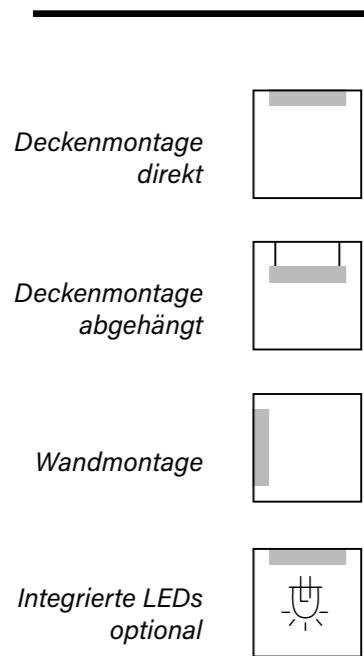 Deckenmontage
direkt
Deckenmontage
abgehängt
Wandmontage
Integrierte LEDs
optional